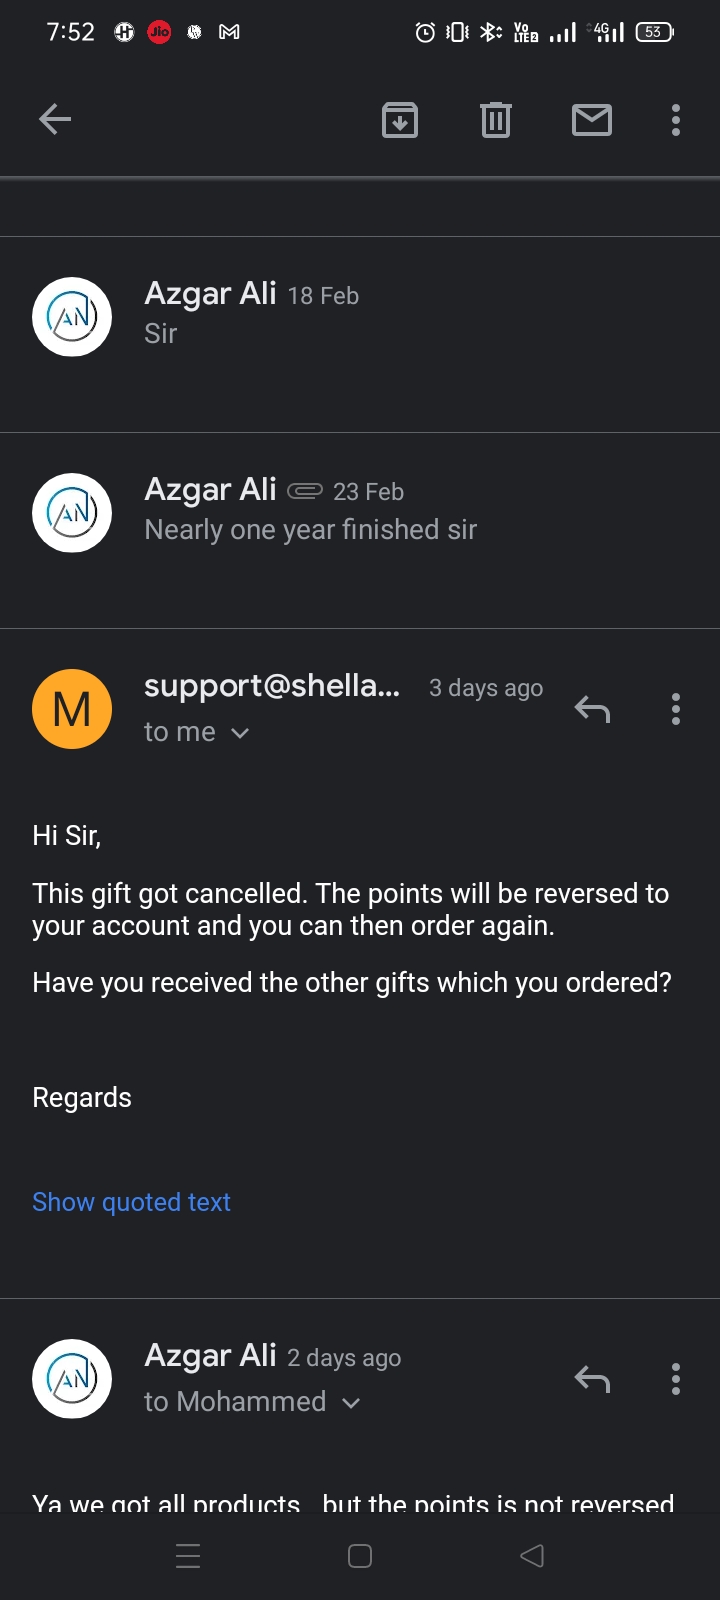 7:52 Jio Vo LTE2 4G 53
Azgar Ali 18 Feb
Sir
Azgar Ali 23 Feb
Nearly one year finished sir
M support@shella... 3 days ago
to me
Hi Sir,
This gift got cancelled. The points will be reversed to
your account and you can then order again.
Have you received the other gifts which you ordered?
Regards
Show quoted text
Azgar Ali 2 days ago
to Mohammed
Ya we got all products.. but the points is not reversed